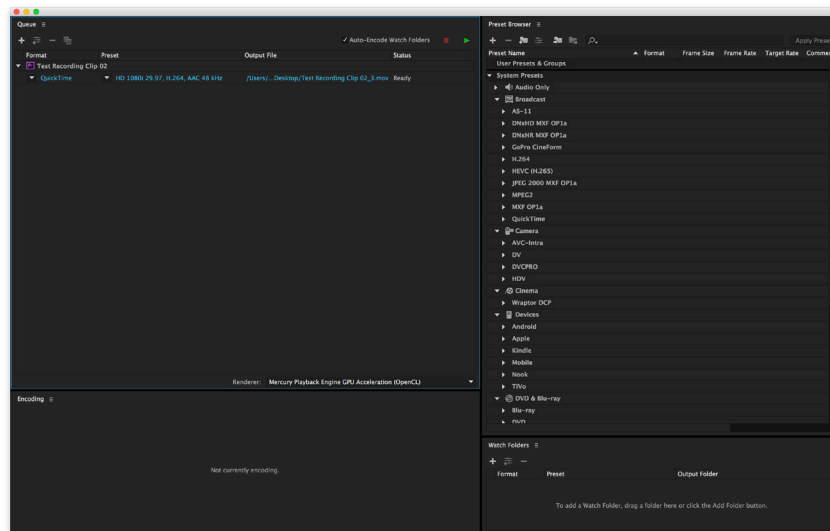 Queue
Auto-Encode Watch Folders
Format Preset Output File Status
Test Recording Clip 02
QuickTime HD 1080i 29.97, H.264, AAC 48 kHz /Users/...Desktop/Test Recording Clip 02_3.mov Ready
Renderer: Mercury Playback Engine GPU Acceleration (OpenCL)
Encoding
Not currently encoding.
Preset Browser
Apply Prese
Preset Name Format Frame Size Frame Rate Target Rate Comme
User Presets & Groups
System Presets
Audio Only
Broadcast
AS-11
DNxHD MXF OP1a
DNxHR MXF OP1a
GoPro CineForm
H.264
HEVC (H.265)
JPEG 2000 MXF OP1a
MPEG2
MXF OP1a
QuickTime
Camera
AVC-Intra
DV
DVCPRO
HDV
Cinema
Wraptor DCP
Devices
Android
Apple
Kindle
Mobile
Nook
TiVo
DVD & Blu-ray
Blu-ray
DVD
Watch Folders
Format Preset Output Folder
To add a Watch Folder, drag a folder here or click the Add Folder button.